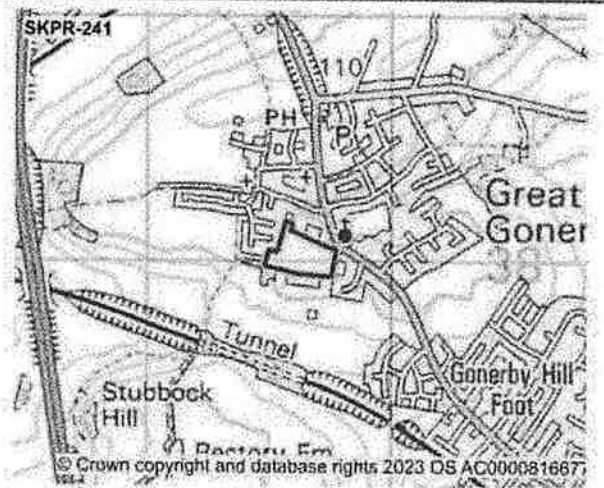 SKPR-241
110
PH
P
Great
Goner
38
Tunnel
Gonerby Hill
Foot
Stubbock
Hill
© Crown copyright and database rights 2023 OS AC0000816677